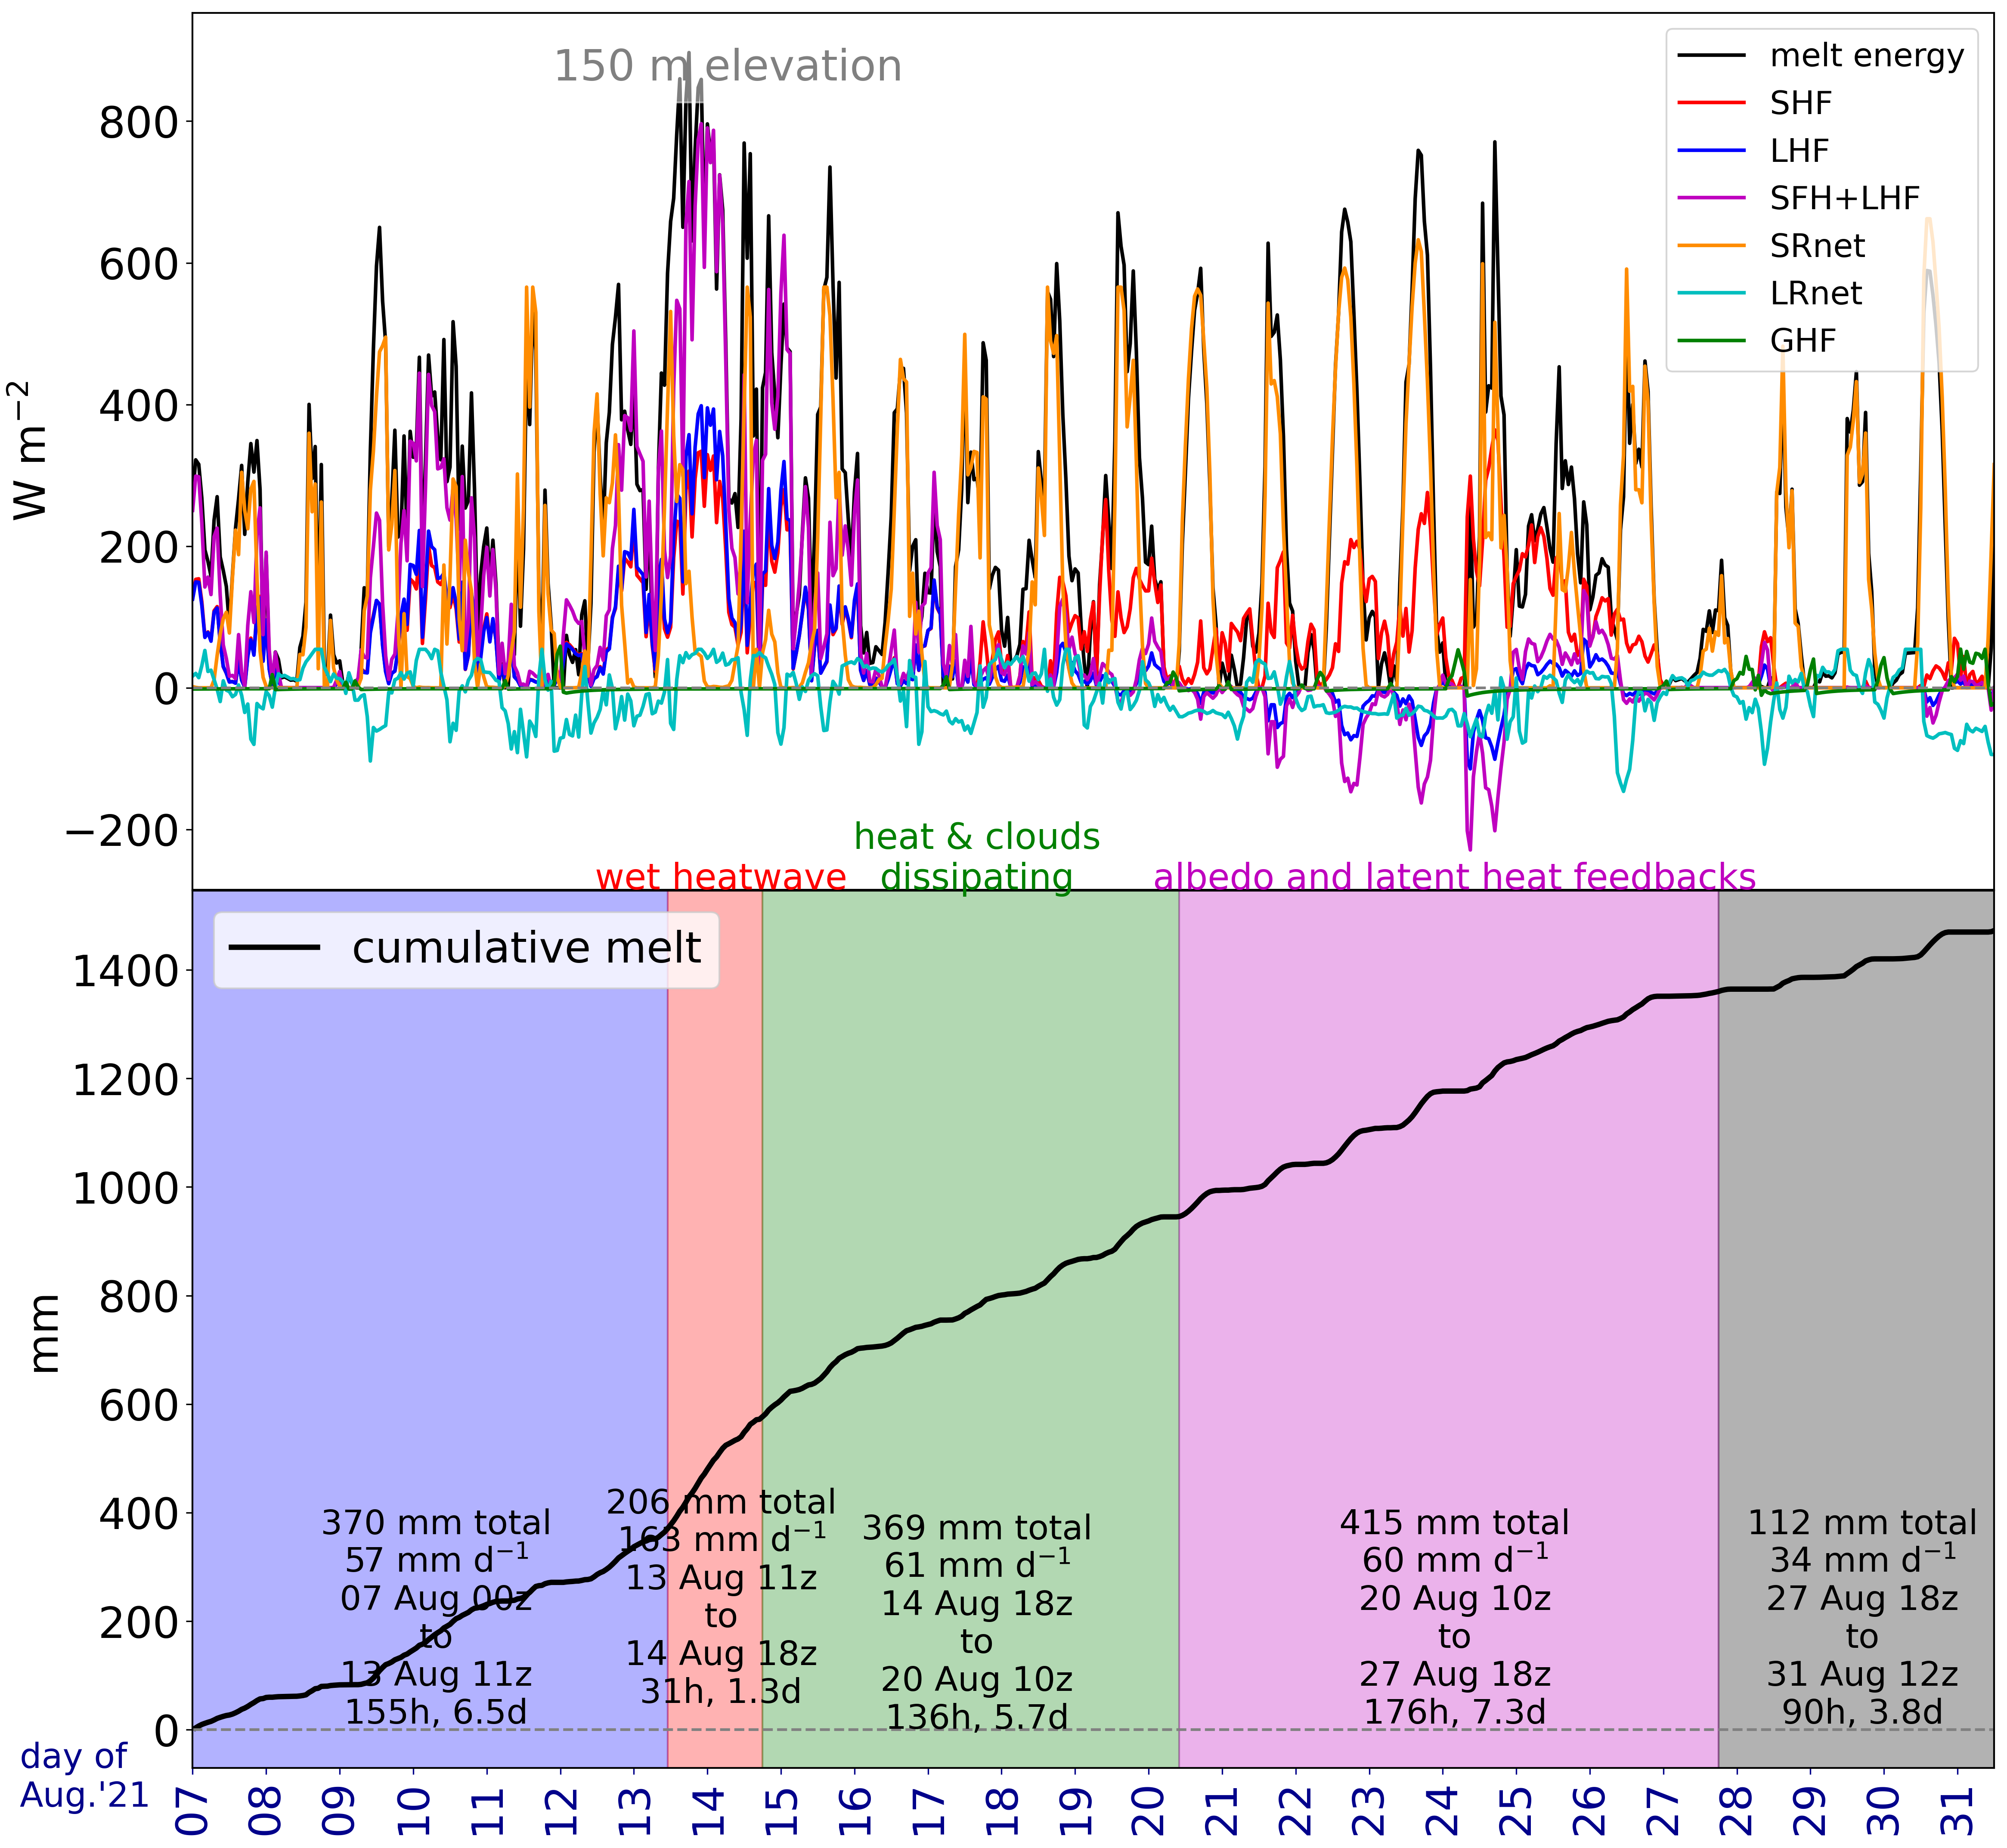 150 m elevation
melt energy
SHF
LHF
SFH+LHF
SRnet
LRnet
GHF
800
600
400
200
0
−200
W m⁻²
heat & clouds
dissipating
wet heatwave
albedo and latent heat feedbacks
cumulative melt
1400
1200
1000
800
600
400
200
0
mm
370 mm total
57 mm d⁻¹
07 Aug 00z
to
13 Aug 11z
155h, 6.5d
206 mm total
163 mm d⁻¹
13 Aug 11z
to
14 Aug 18z
31h, 1.3d
369 mm total
61 mm d⁻¹
14 Aug 18z
to
20 Aug 10z
136h, 5.7d
415 mm total
60 mm d⁻¹
20 Aug 10z
to
27 Aug 18z
176h, 7.3d
112 mm total
34 mm d⁻¹
27 Aug 18z
to
31 Aug 12z
90h, 3.8d
day of
Aug.'21
07 08 09 10 11 12 13 14 15 16 17 18 19 20 21 22 23 24 25 26 27 28 29 30 31